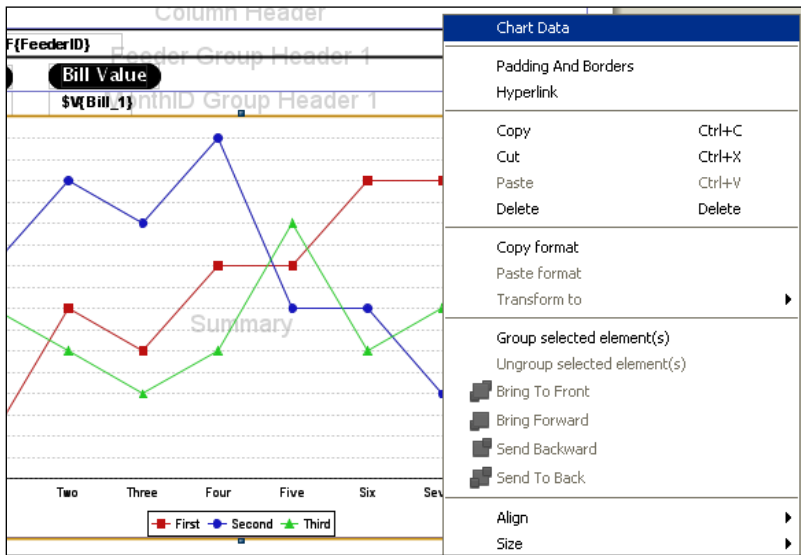 Column Header
F{FeederID}
Feeder Group Header 1
Bill Value
$V{Bill_1}
MonthID Group Header 1
Summary
Two Three Four Five Six Sev
First Second Third
Chart Data
Padding And Borders
Hyperlink
Copy Ctrl+C
Cut Ctrl+X
Paste Ctrl+V
Delete Delete
Copy format
Paste format
Transform to
Group selected element(s)
Ungroup selected element(s)
Bring To Front
Bring Forward
Send Backward
Send To Back
Align
Size